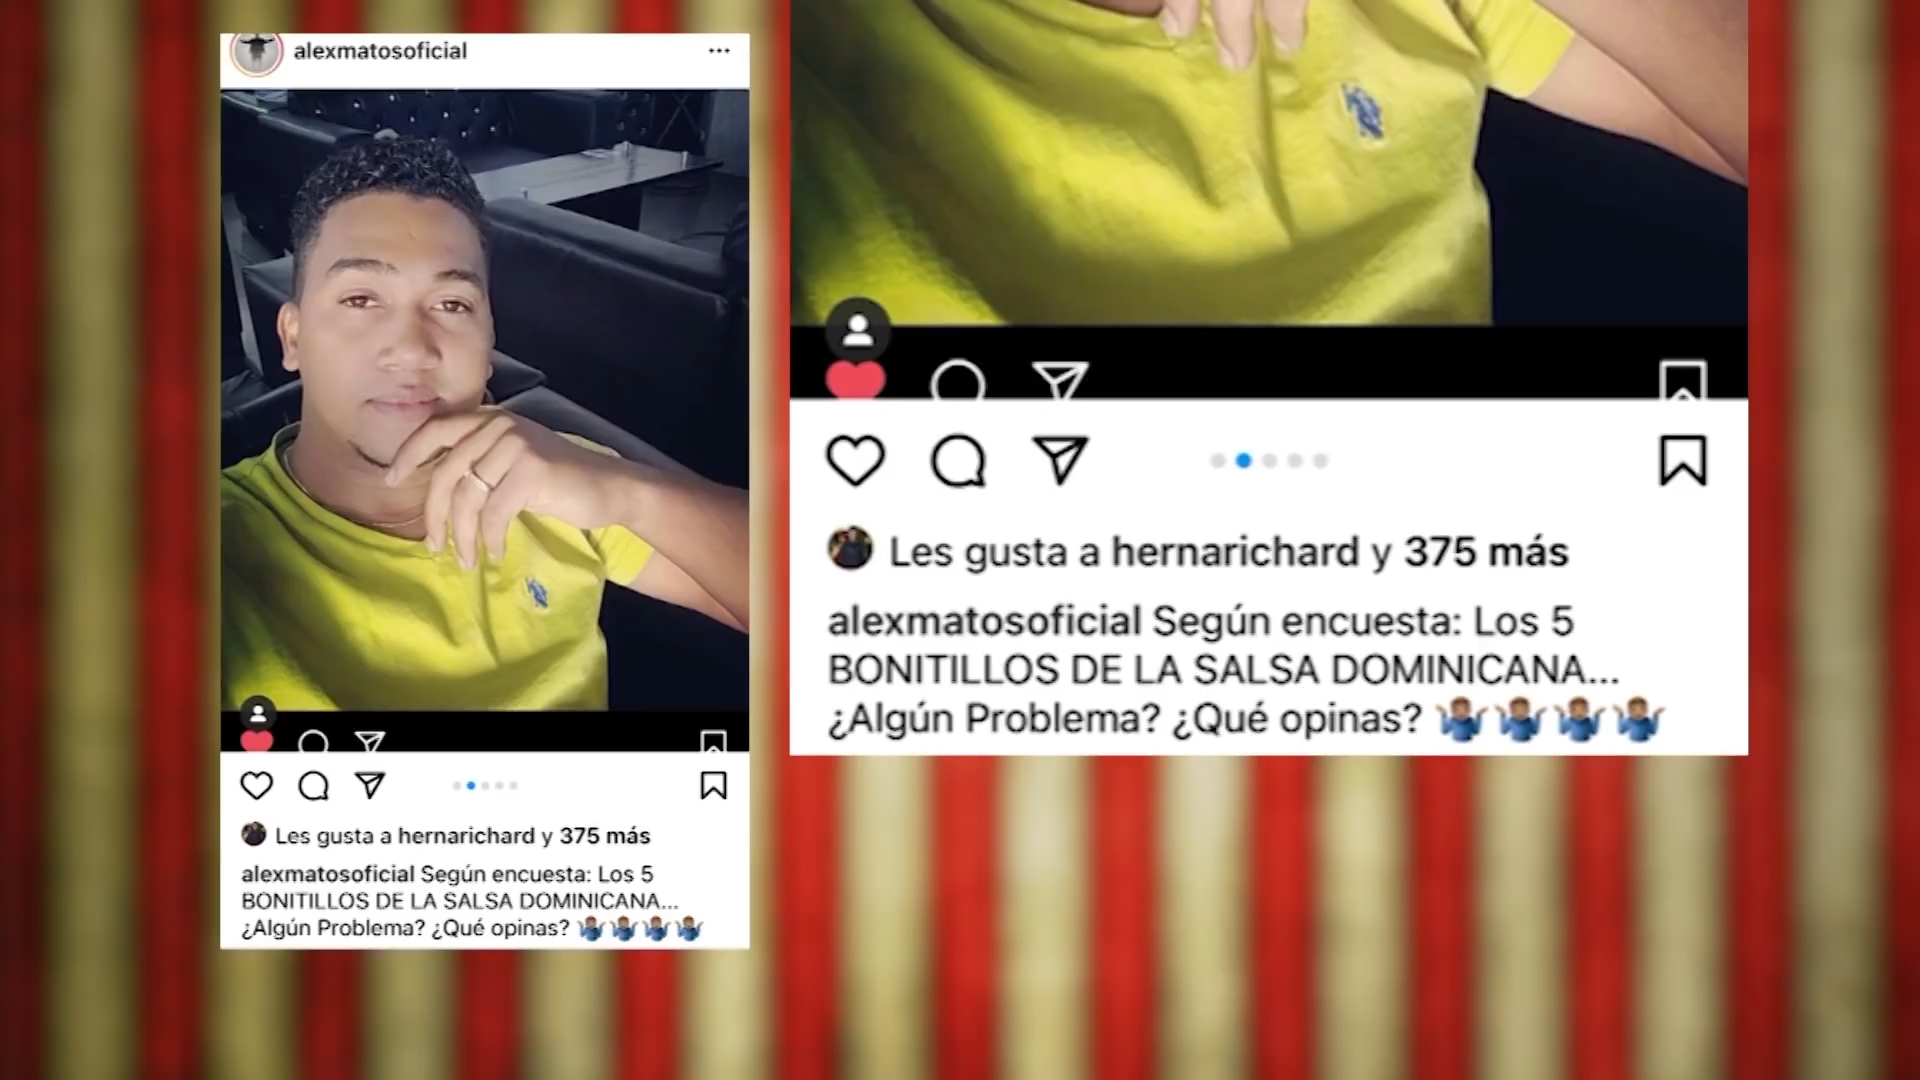 alexmatosoficial
Les gusta a hernarichard y 375 más
alexmatosoficial Según encuesta: Los 5
BONITILLOS DE LA SALSA DOMINICANA...
¿Algún Problema? ¿Qué opinas? 🤷🏽‍♂️🤷🏽‍♂️🤷🏽‍♂️🤷🏽‍♂️
Les gusta a hernarichard y 375 más
alexmatosoficial Según encuesta: Los 5
BONITILLOS DE LA SALSA DOMINICANA...
¿Algún Problema? ¿Qué opinas? 🤷🏽‍♂️🤷🏽‍♂️🤷🏽‍♂️🤷🏽‍♂️